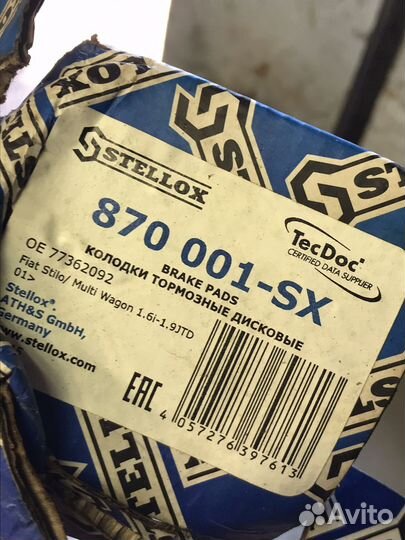 STELLOX
870 001-SX
BRAKE PADS
КОЛОДКИ ТОРМОЗНЫЕ ДИСКОВЫЕ
OE 77362092
Fiat Stilo/ Multi Wagon 1.6i-1.9JTD
01>
Stellox®
ATH&S GmbH,
Germany
www.stellox.com
TecDoc®
CERTIFIED DATA SUPPLIER
EAC
4 057276 397613
Avito